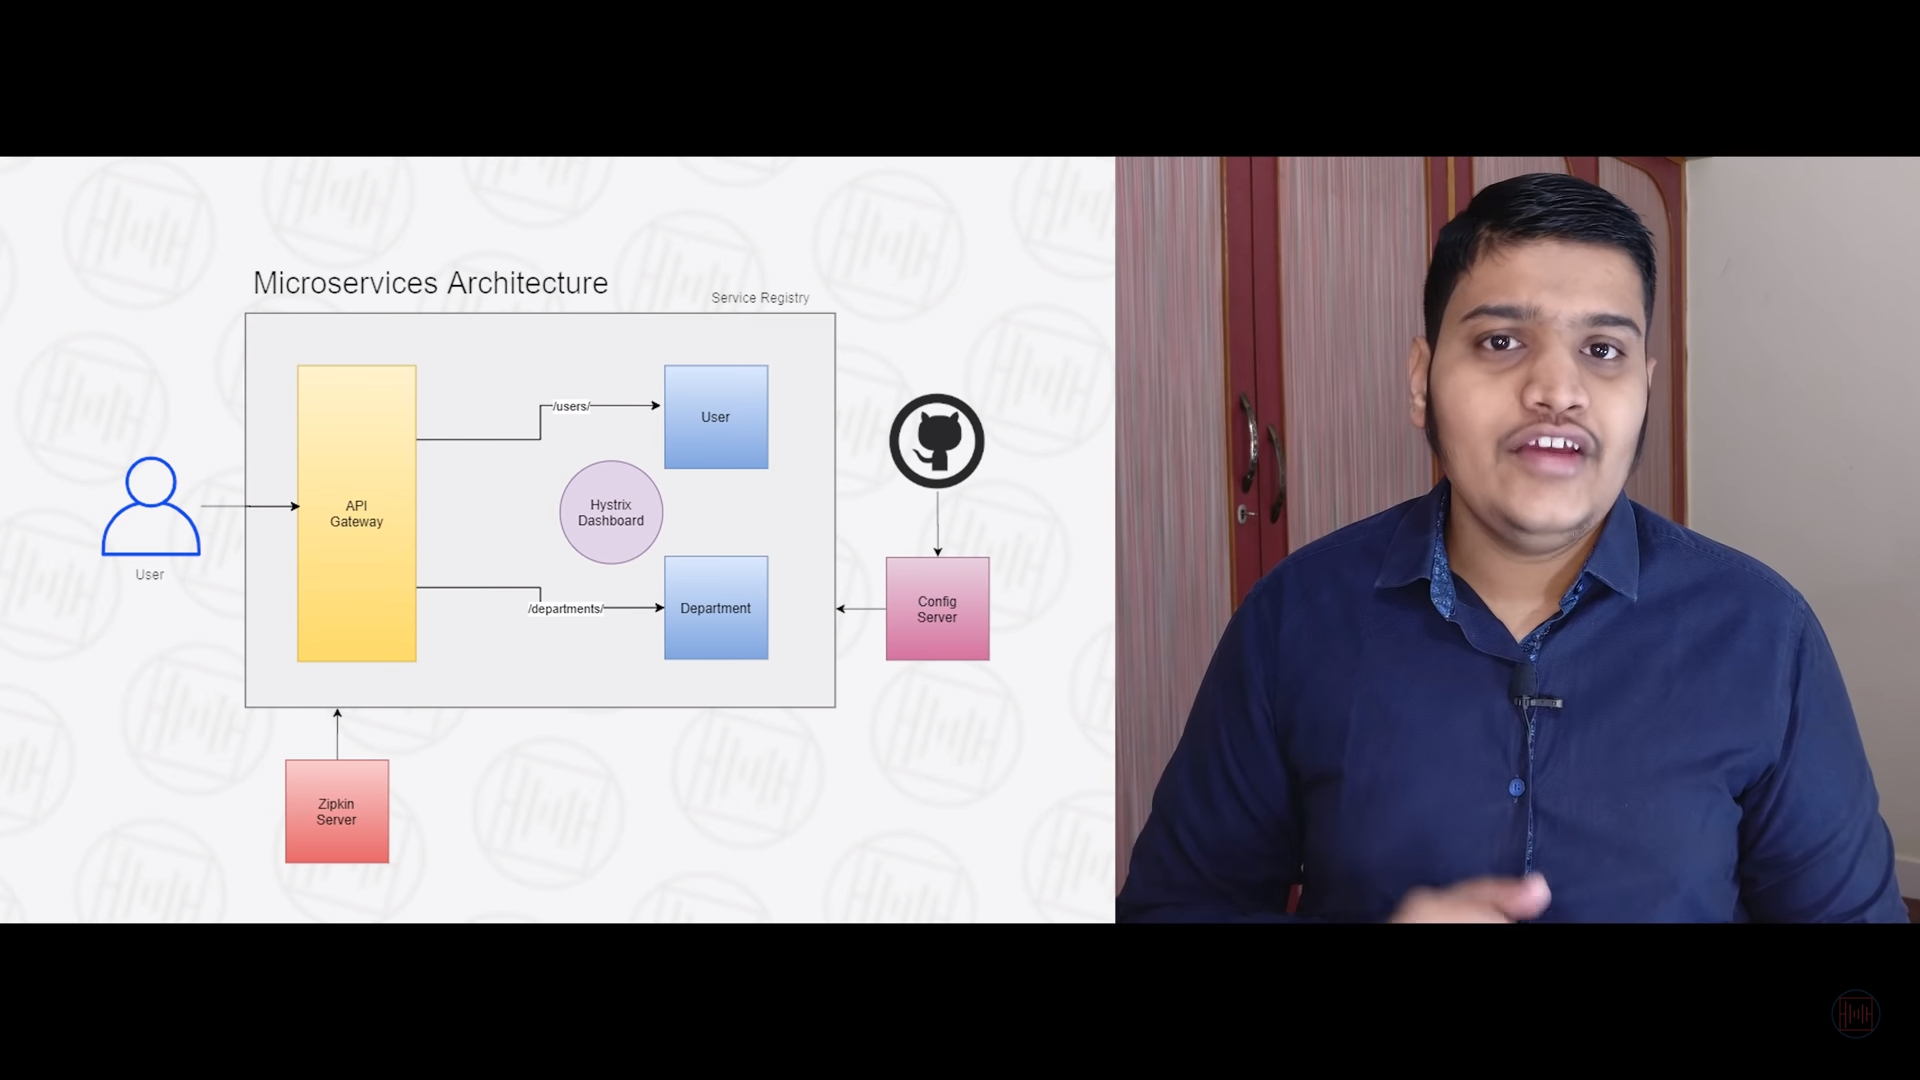 Microservices Architecture
Service Registry
API
Gateway
/users/
User
Hystrix
Dashboard
/departments/
Department
User
Config
Server
Zipkin
Server